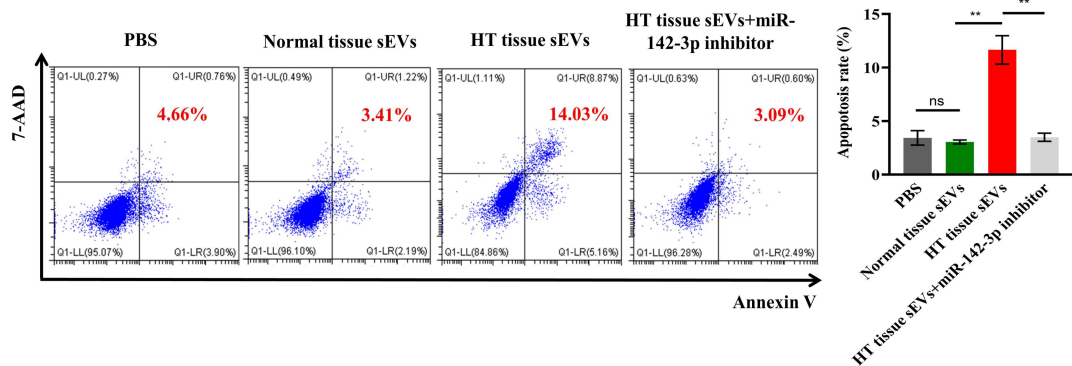 PBS
Normal tissue sEVs
HT tissue sEVs
HT tissue sEVs+miR-
142-3p inhibitor
7-AAD
Q1-UL(0.27%)
Q1-UR(0.76%)
4.66%
Q1-LL(95.07%)
Q1-LR(3.90%)
Q1-UL(0.49%)
Q1-UR(1.22%)
3.41%
Q1-LL(96.10%)
Q1-LR(2.19%)
Q1-UL(1.11%)
Q1-UR(8.87%)
14.03%
Q1-LL(84.86%)
Q1-LR(5.16%)
Q1-UL(0.63%)
Q1-UR(0.60%)
3.09%
Q1-LL(96.28%)
Q1-LR(2.49%)
Annexin V
Apopotosis rate (%)
15
10
5
0
ns
**
**
PBS
Normal tissue sEVs
HT tissue sEVs
HT tissue sEVs+miR-142-3p inhibitor